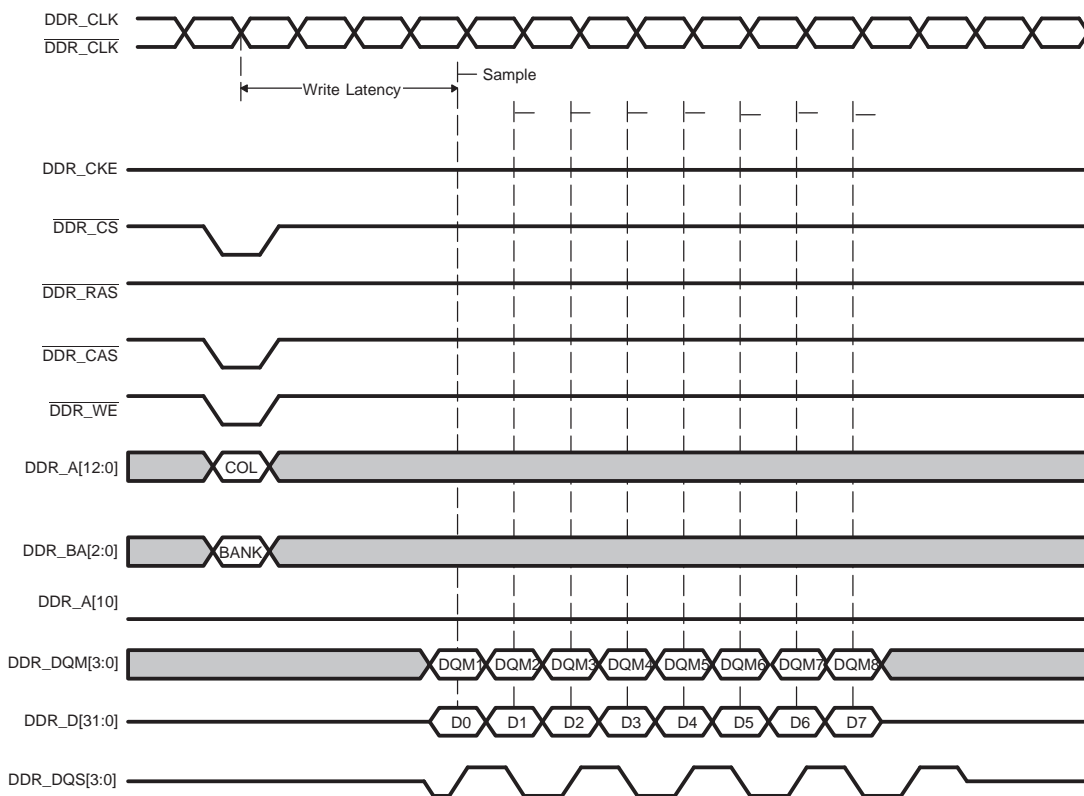 DDR_CLK
DDR_CLK
Sample
Write Latency
DDR_CKE
DDR_CS
DDR_RAS
DDR_CAS
DDR_WE
DDR_A[12:0]
COL
DDR_BA[2:0]
BANK
DDR_A[10]
DDR_DQM[3:0]
DQM1 DQM2 DQM3 DQM4 DQM5 DQM6 DQM7 DQM8
DDR_D[31:0]
D0 D1 D2 D3 D4 D5 D6 D7
DDR_DQS[3:0]